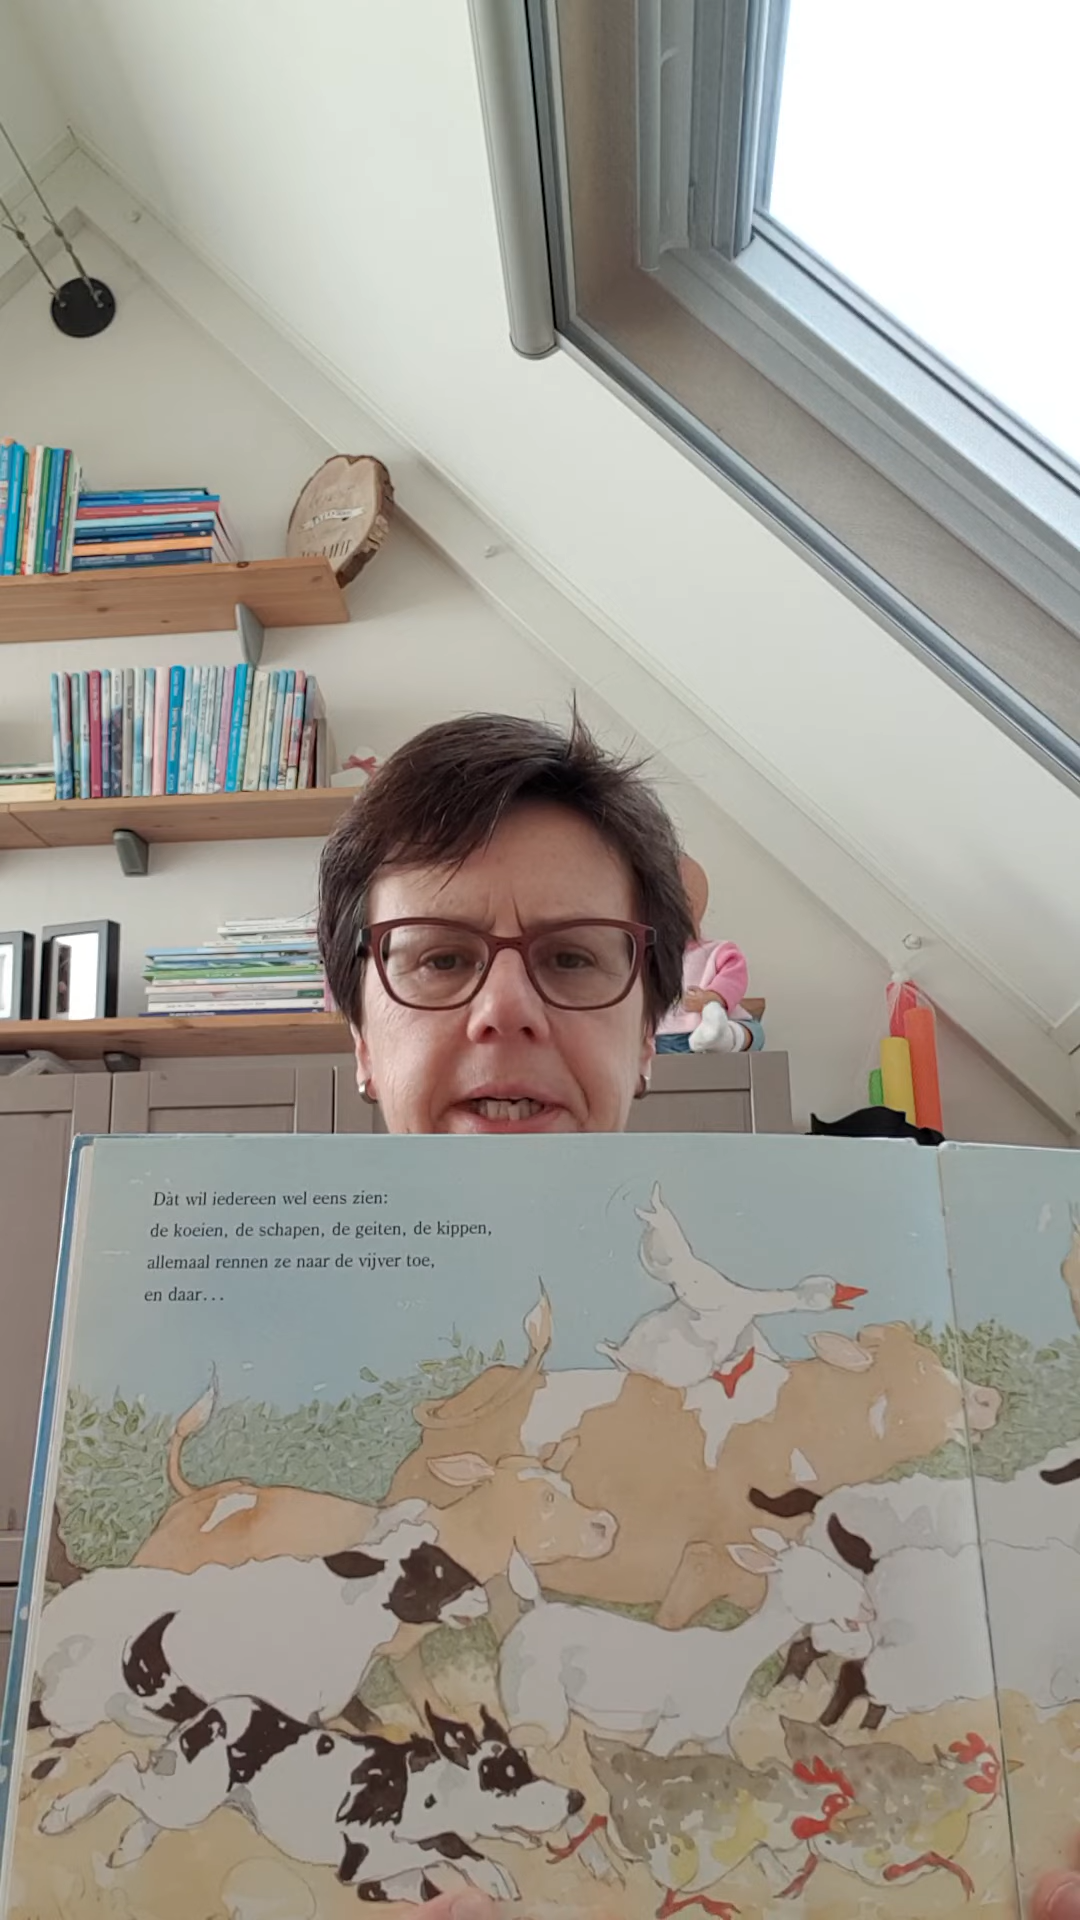 Dàt wil iedereen wel eens zien:
de koeien, de schapen, de geiten, de kippen,
allemaal rennen ze naar de vijver toe,
en daar...